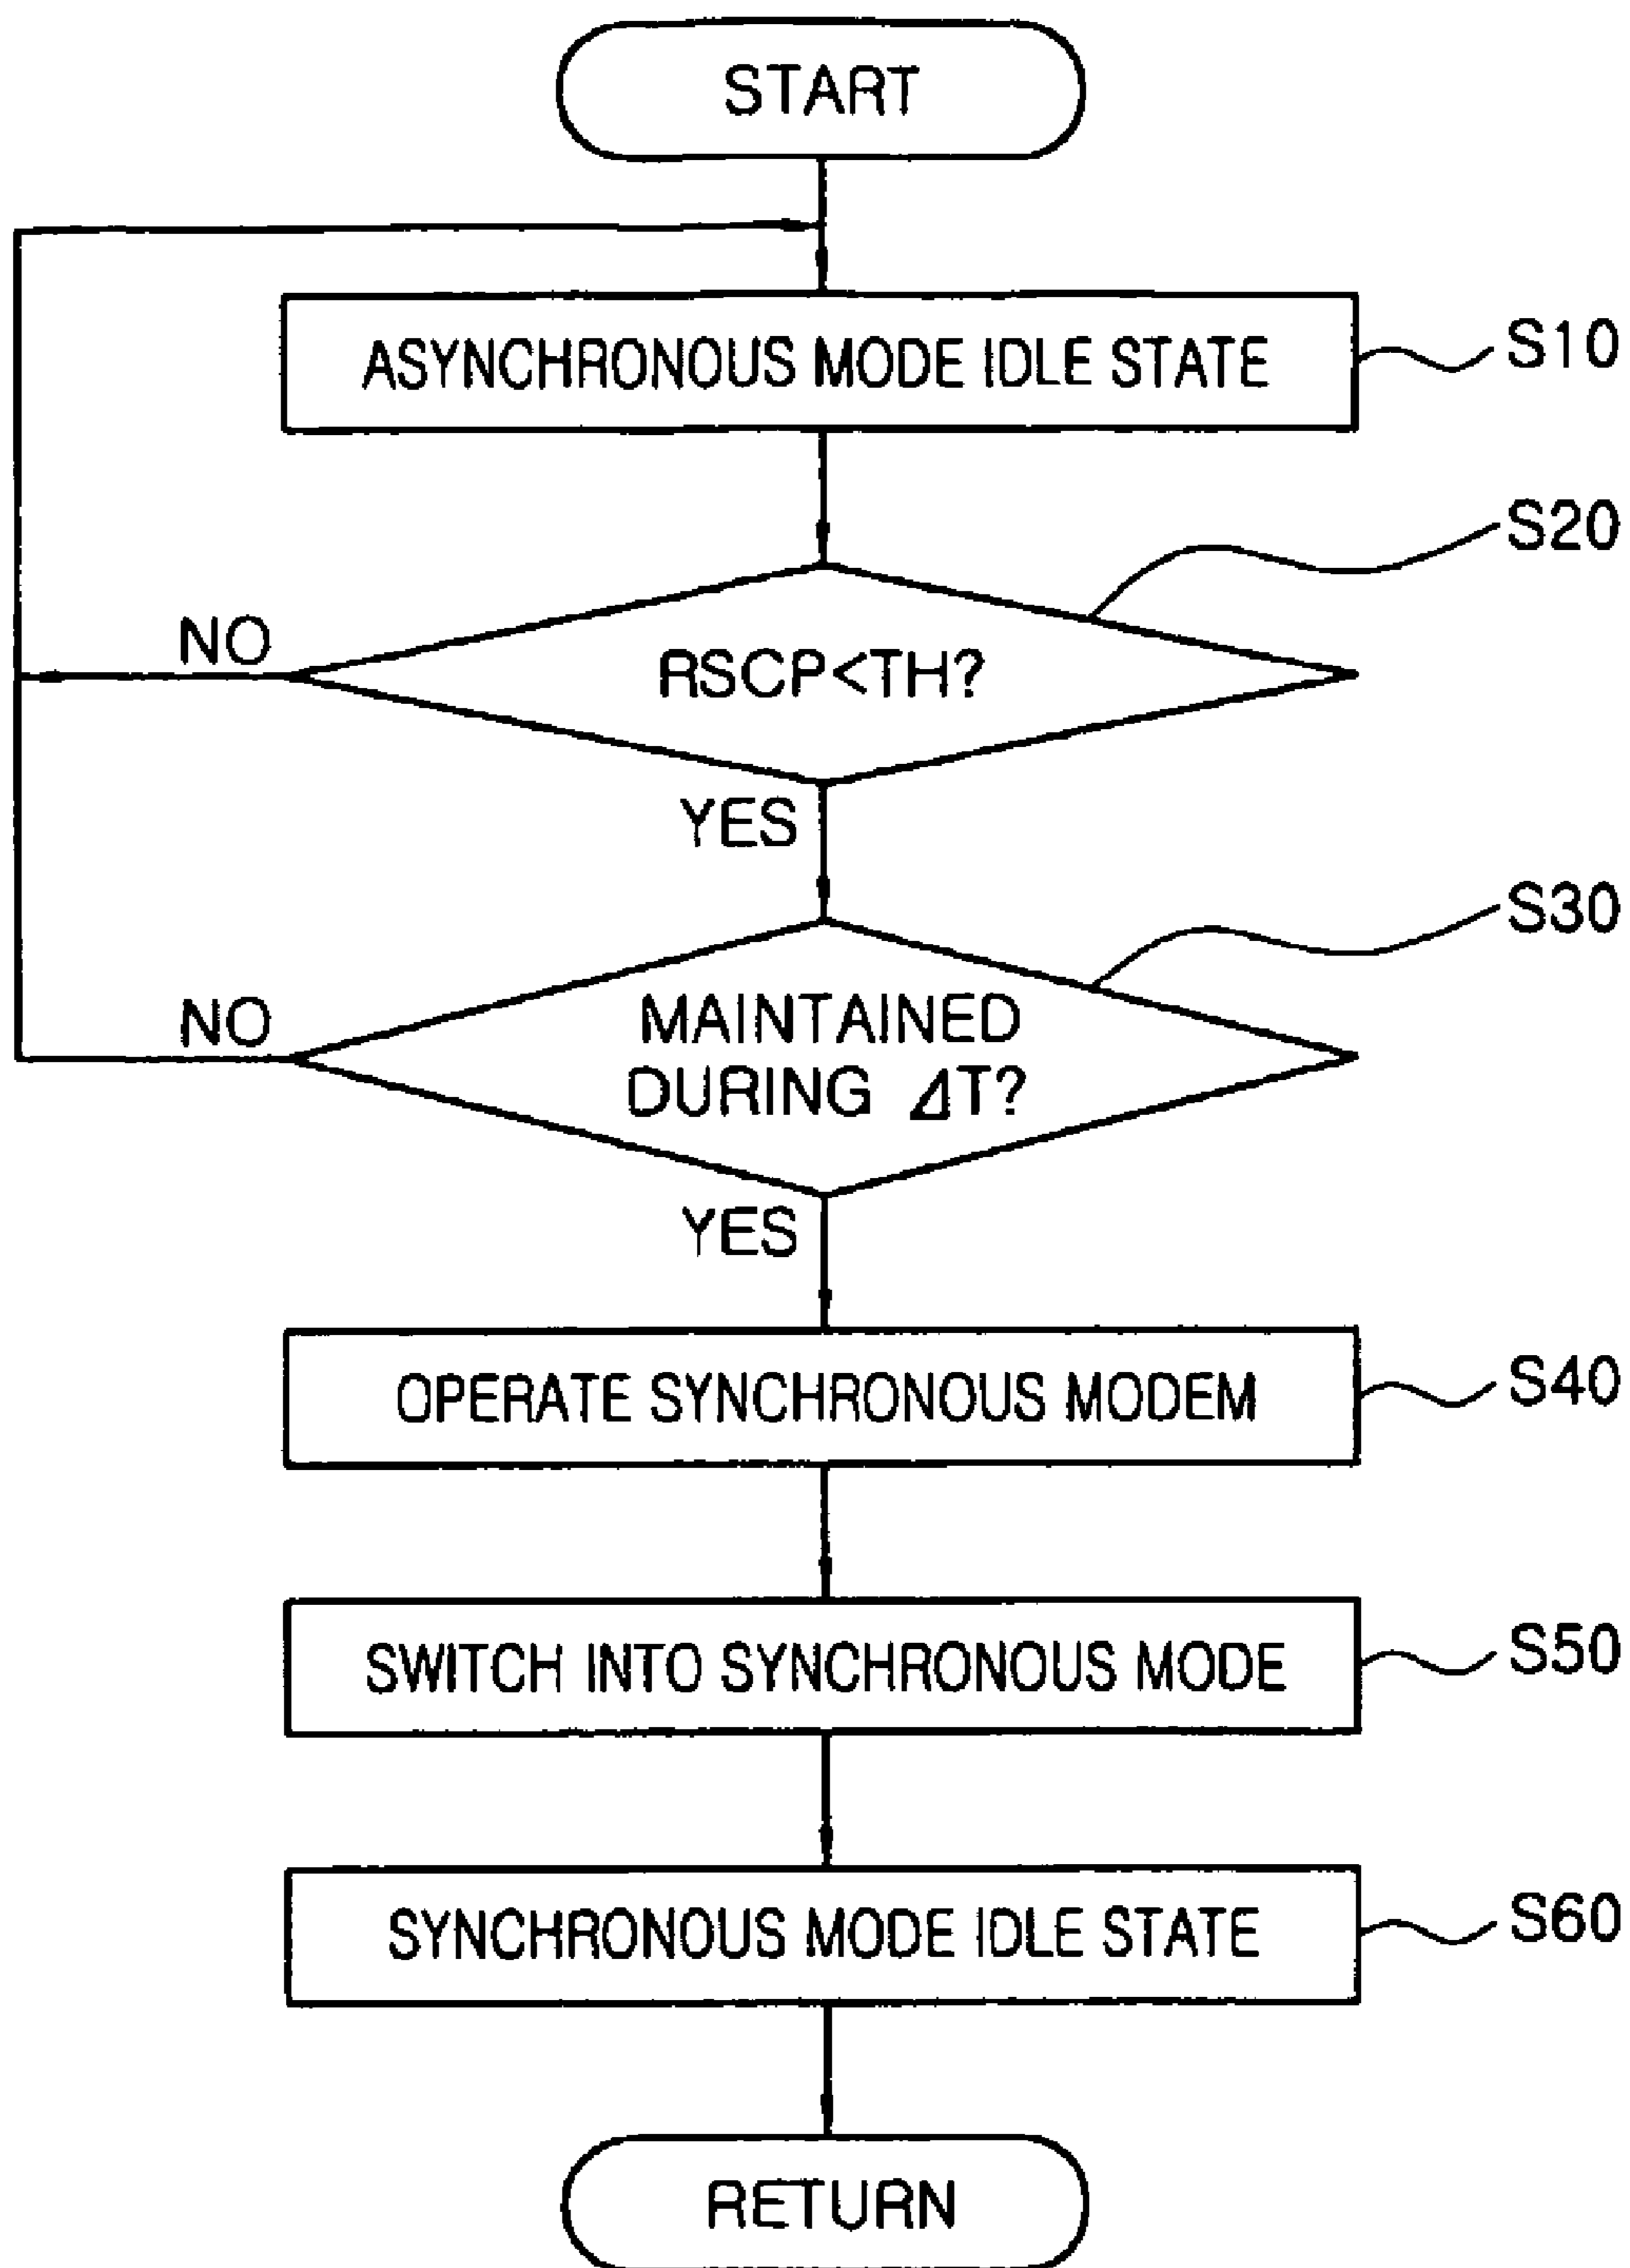 START
ASYNCHRONOUS MODE IDLE STATE
S10
S20
RSCP<TH?
NO
YES
S30
MAINTAINED
DURING ΔT?
NO
YES
OPERATE SYNCHRONOUS MODEM
S40
SWITCH INTO SYNCHRONOUS MODE
S50
SYNCHRONOUS MODE IDLE STATE
S60
RETURN